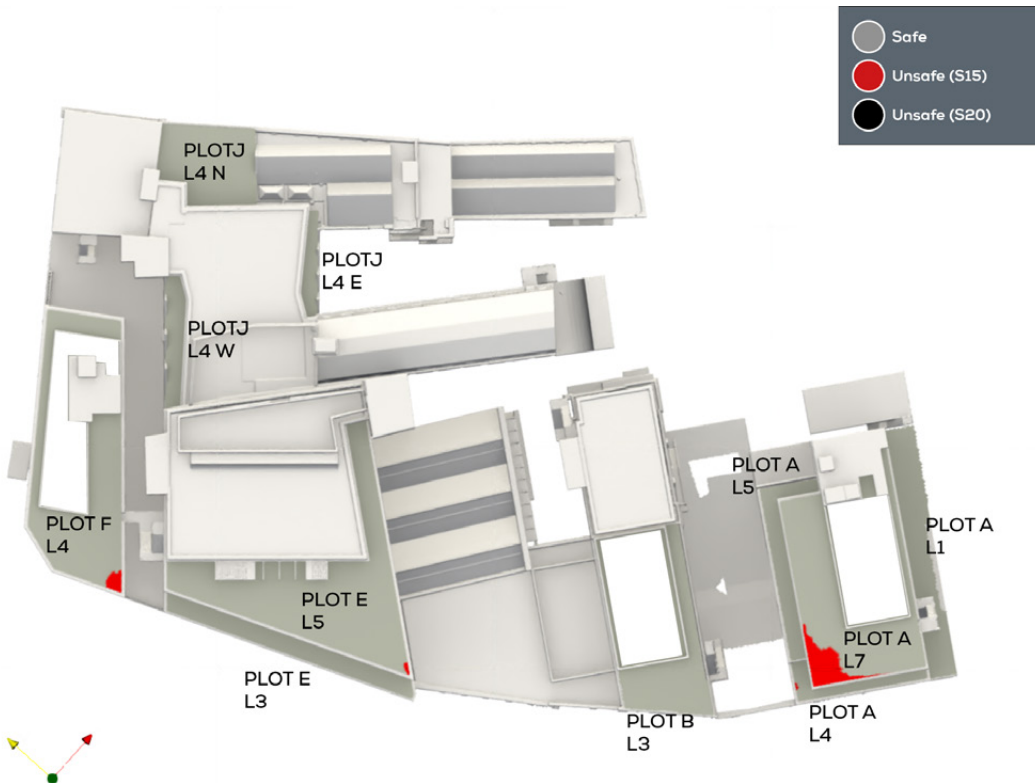 Safe
Unsafe (S15)
Unsafe (S20)
PLOTJ
L4 N
PLOTJ
L4 E
PLOTJ
L4 W
PLOT A
L5
PLOT F
L4
PLOT A
L1
PLOT E
L5
PLOT A
L7
PLOT E
L3
PLOT B
L3
PLOT A
L4